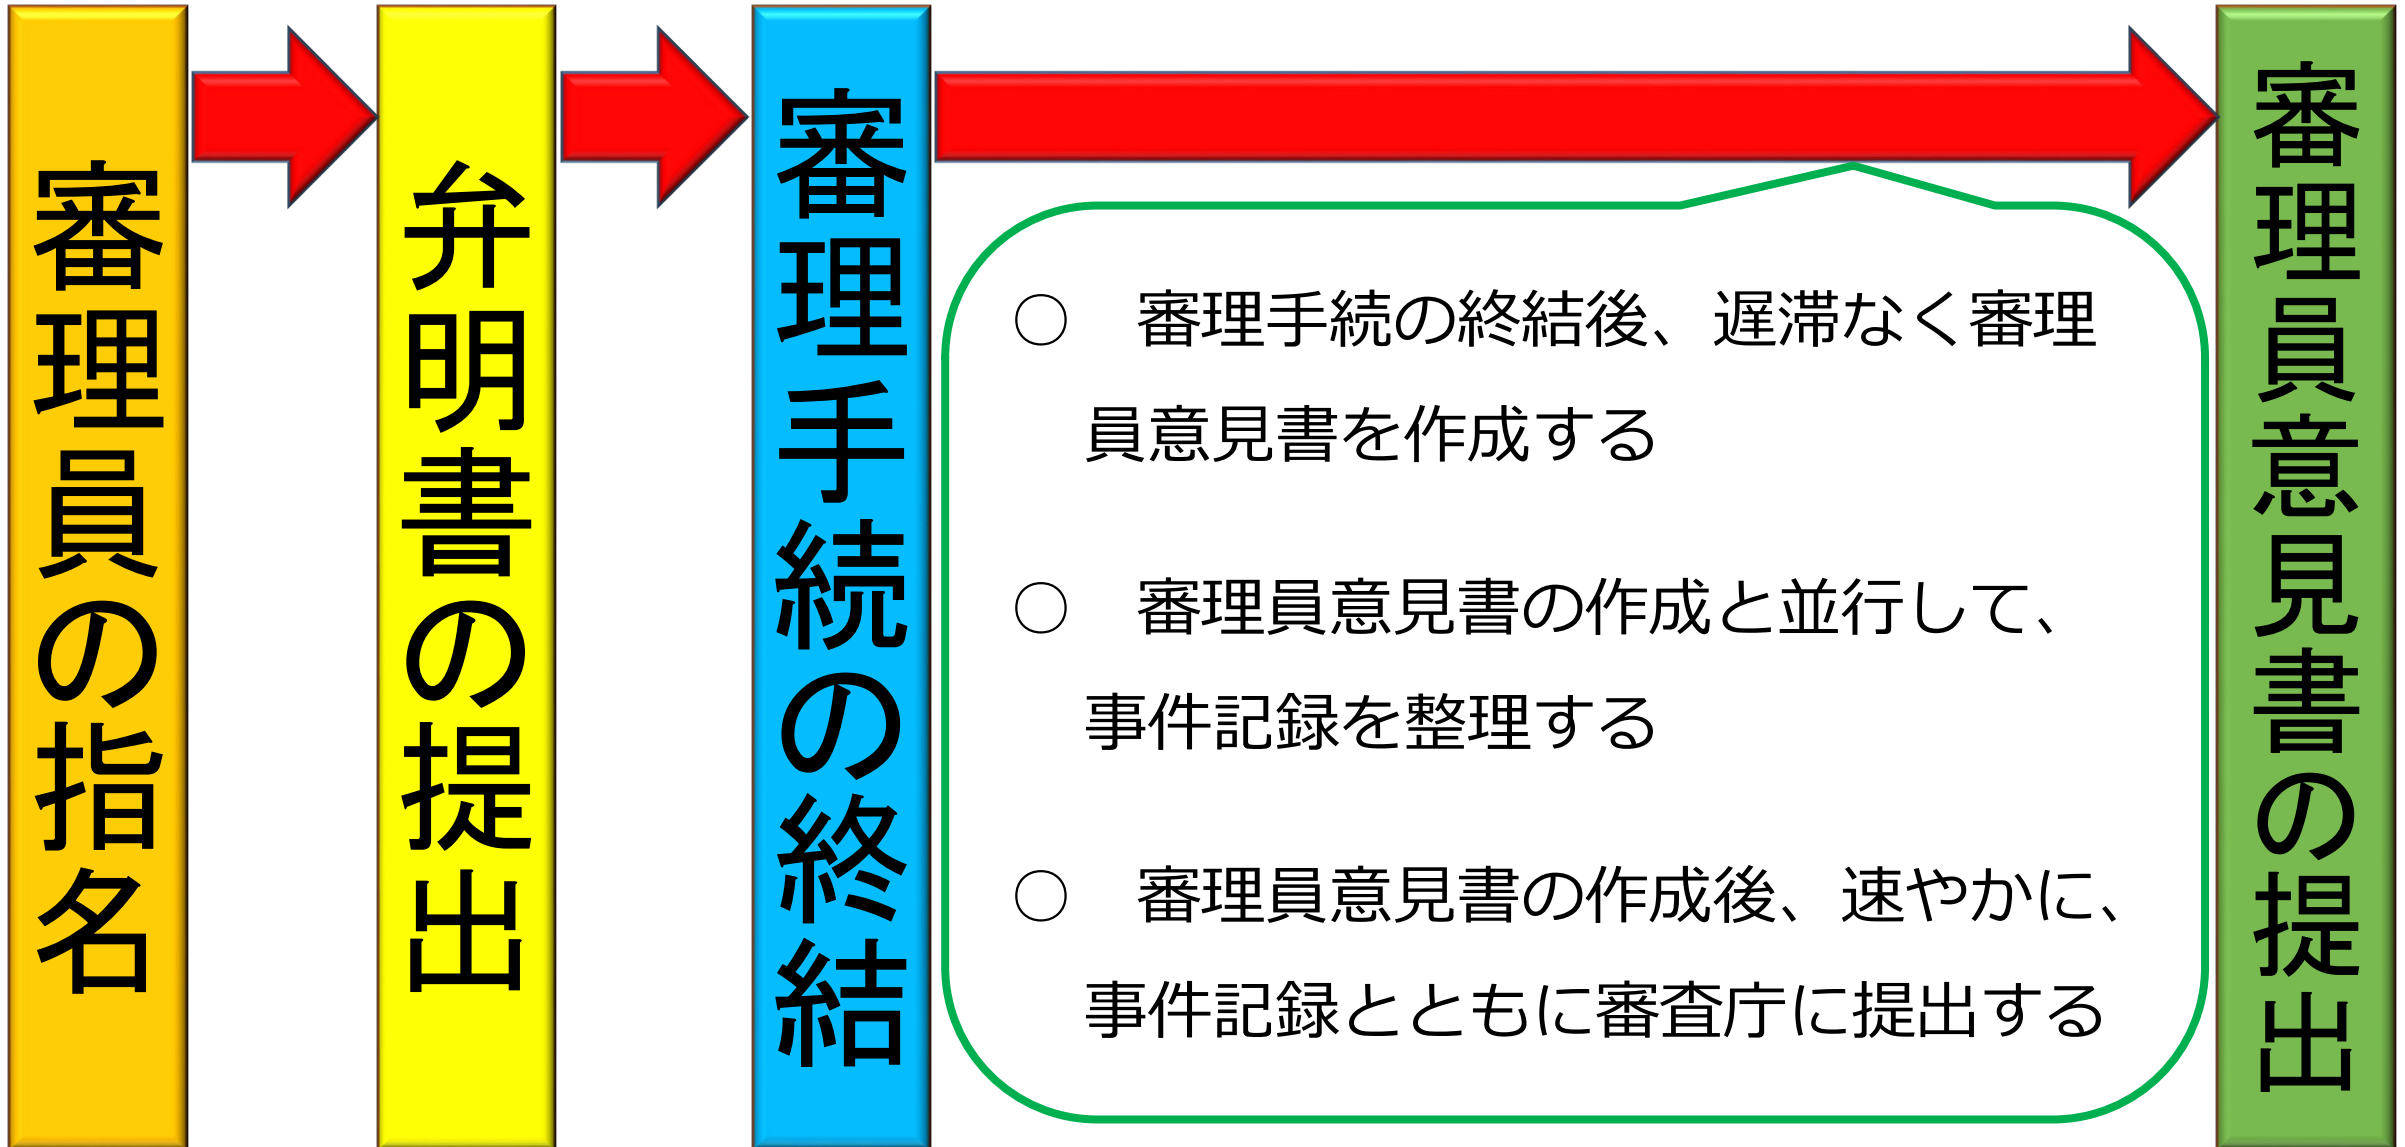 審理員の指名
弁明書の提出
審理手続の終結
○　審理手続の終結後、遅滞なく審理
員意見書を作成する
○　審理員意見書の作成と並行して、
事件記録を整理する
○　審理員意見書の作成後、速やかに、
事件記録とともに審査庁に提出する
審理員意見書の提出